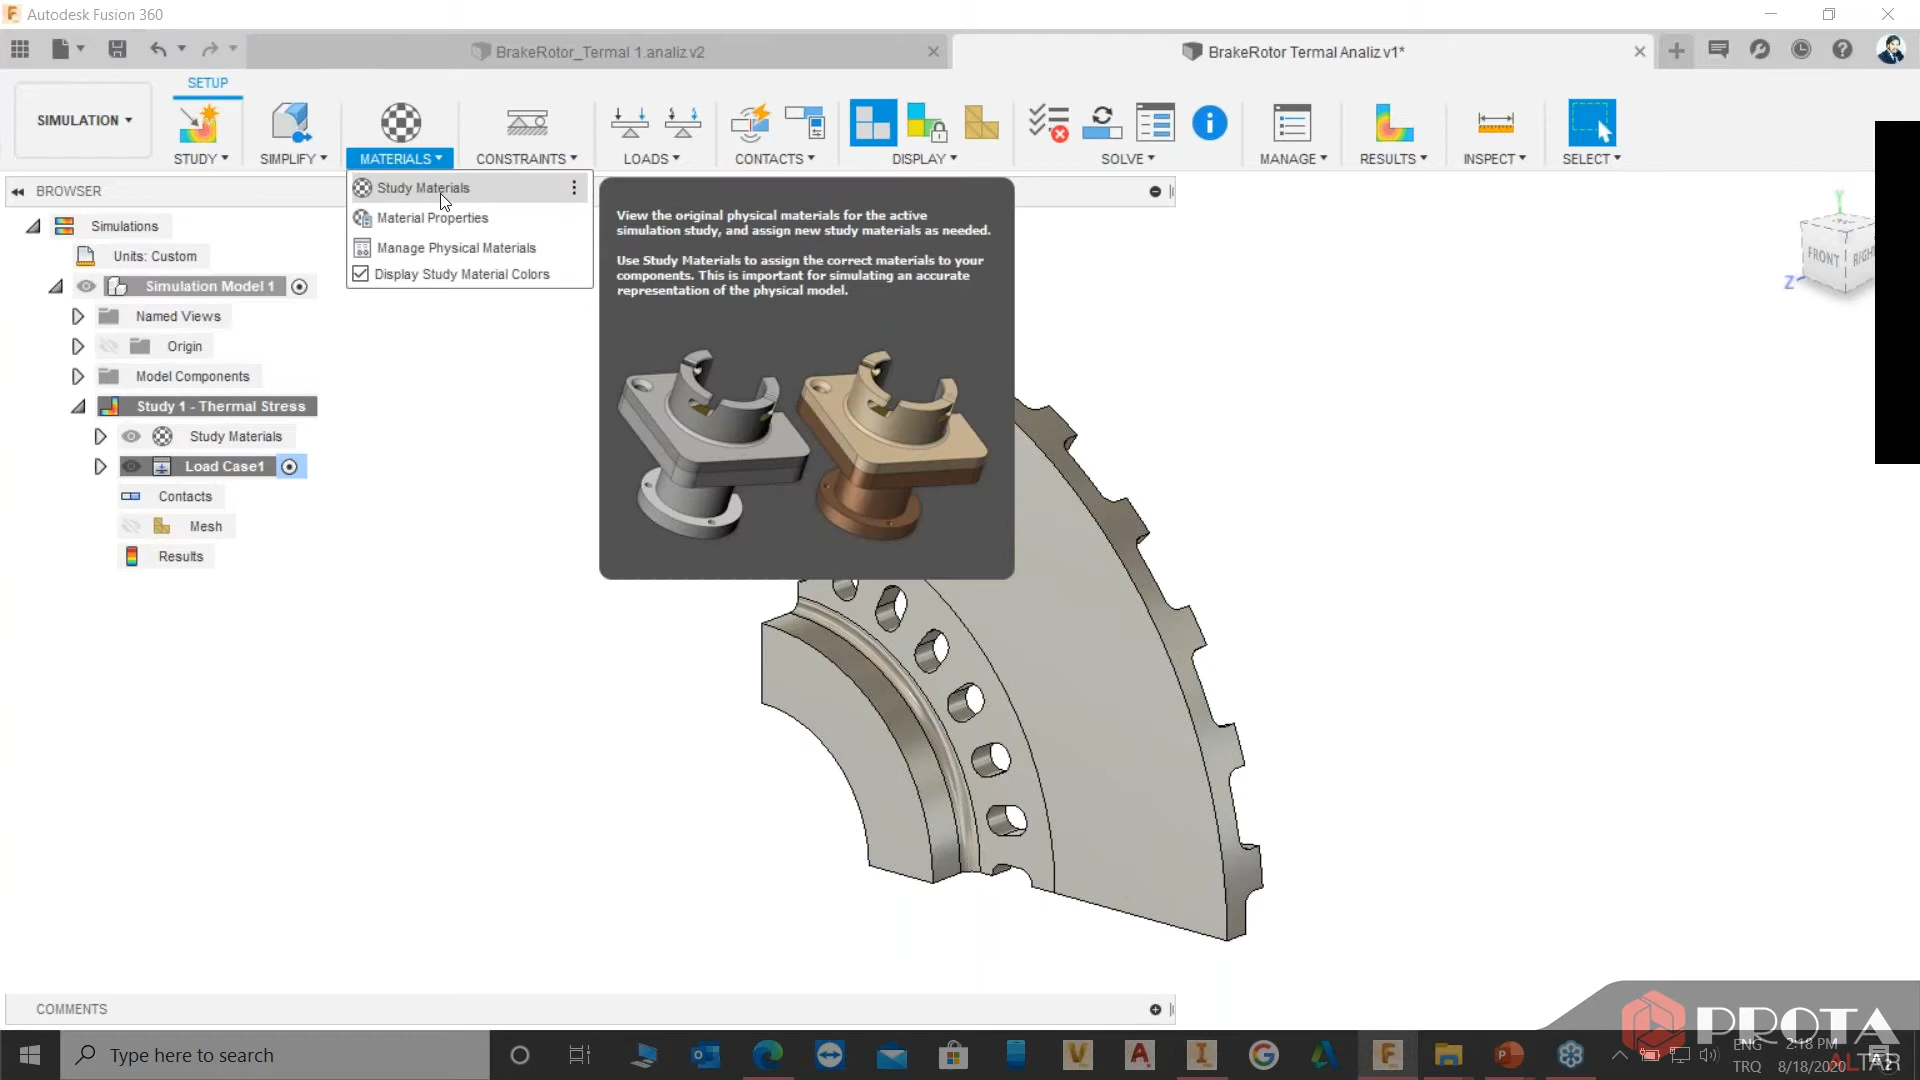 Autodesk Fusion 360
BrakeRotor_Termal 1.analiz.v2
BrakeRotor Termal Analiz v1*
SETUP
SIMULATION
STUDY
SIMPLIFY
MATERIALS
CONSTRAINTS
LOADS
CONTACTS
DISPLAY
SOLVE
MANAGE
RESULTS
INSPECT
SELECT
BROWSER
Simulations
Units: Custom
Simulation Model 1
Named Views
Origin
Model Components
Study 1 - Thermal Stress
Study Materials
Load Case1
Contacts
Mesh
Results
Study Materials
Material Properties
Manage Physical Materials
Display Study Material Colors
View the original physical materials for the active
simulation study, and assign new study materials as needed.
Use Study Materials to assign the correct materials to your
components. This is important for simulating an accurate
representation of the physical model.
Y
FRONT
RIGHT
Z
COMMENTS
PROTA
ALTAR
Type here to search
ENG
TRQ
2:18 PM
8/18/2020